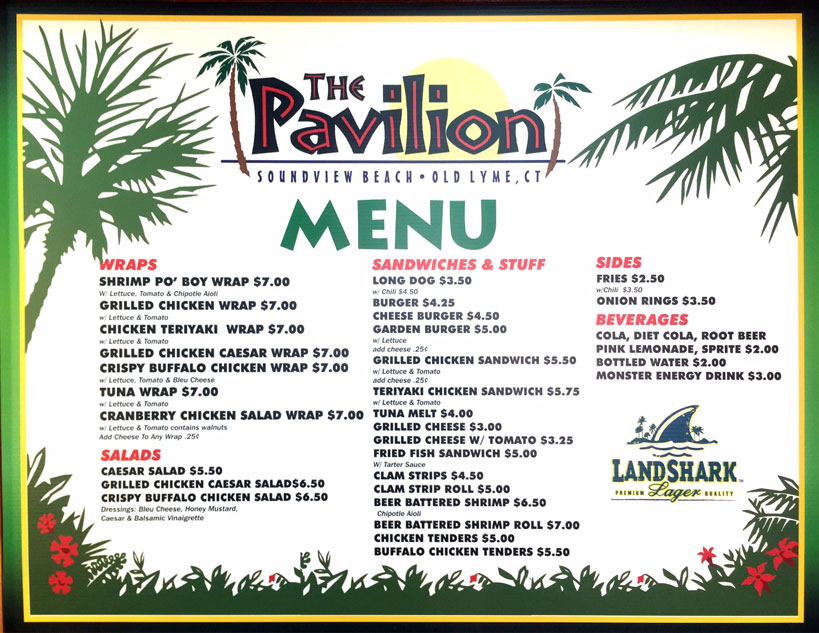 THE
Pavilion
SOUNDVIEW BEACH • OLD LYME, CT
MENU
WRAPS
SHRIMP PO' BOY WRAP $7.00
w/ Lettuce, Tomato & Chipotle Aioli
GRILLED CHICKEN WRAP $7.00
w/ Lettuce & Tomato
CHICKEN TERIYAKI WRAP $7.00
w/ Lettuce & Tomato
GRILLED CHICKEN CAESAR WRAP $7.00
CRISPY BUFFALO CHICKEN WRAP $7.00
w/ Lettuce, Tomato & Bleu Cheese
TUNA WRAP $7.00
w/ Lettuce & Tomato
CRANBERRY CHICKEN SALAD WRAP $7.00
w/ Lettuce & Tomato contains walnuts
Add Cheese To Any Wrap .25¢
SALADS
CAESAR SALAD $5.50
GRILLED CHICKEN CAESAR SALAD$6.50
CRISPY BUFFALO CHICKEN SALAD $6.50
Dressings: Bleu Cheese, Honey Mustard,
Caesar & Balsamic Vinaigrette
SANDWICHES & STUFF
LONG DOG $3.50
w/ Chili $4.50
BURGER $4.25
CHEESE BURGER $4.50
GARDEN BURGER $5.00
w/ Lettuce
add cheese .25¢
GRILLED CHICKEN SANDWICH $5.50
w/ Lettuce & Tomato
add cheese .25¢
TERIYAKI CHICKEN SANDWICH $5.75
w/ Lettuce & Tomato
TUNA MELT $4.00
GRILLED CHEESE $3.00
GRILLED CHEESE W/ TOMATO $3.25
FRIED FISH SANDWICH $5.00
W/ Tarter Sauce
CLAM STRIPS $4.50
CLAM STRIP ROLL $5.00
BEER BATTERED SHRIMP $6.50
Chipotle Aioli
BEER BATTERED SHRIMP ROLL $7.00
CHICKEN TENDERS $5.00
BUFFALO CHICKEN TENDERS $5.50
SIDES
FRIES $2.50
w/Chili $3.50
ONION RINGS $3.50
BEVERAGES
COLA, DIET COLA, ROOT BEER
PINK LEMONADE, SPRITE $2.00
BOTTLED WATER $2.00
MONSTER ENERGY DRINK $3.00
LANDSHARK
PREMIUM Lager QUALITY